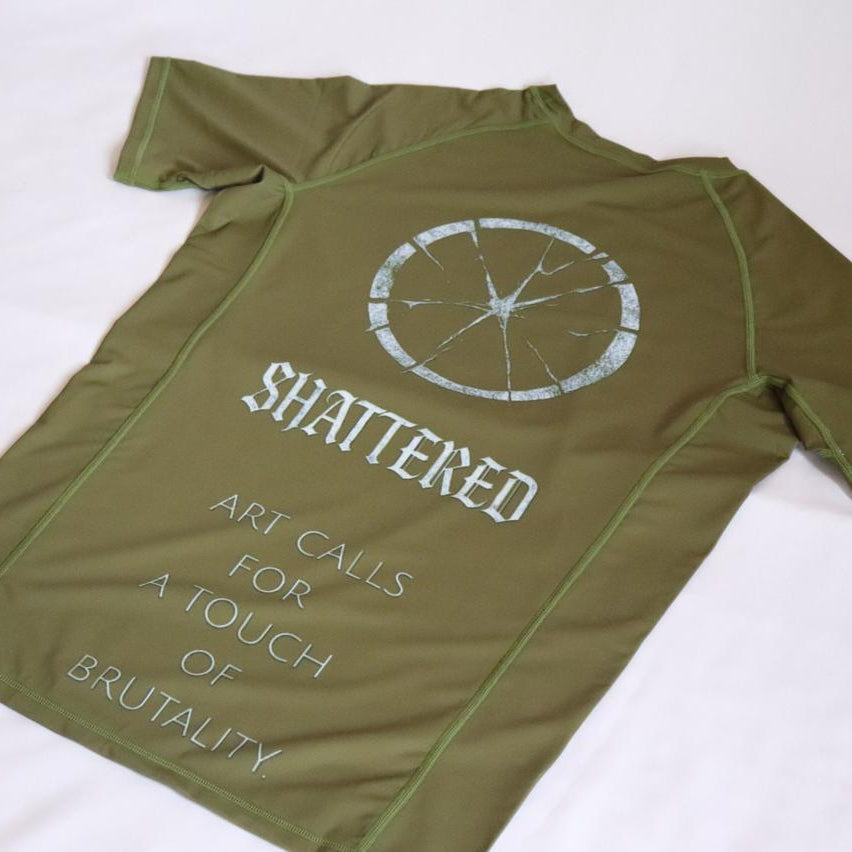 SHATTERED
ART CALLS
FOR
A TOUCH
OF
BRUTALITY.